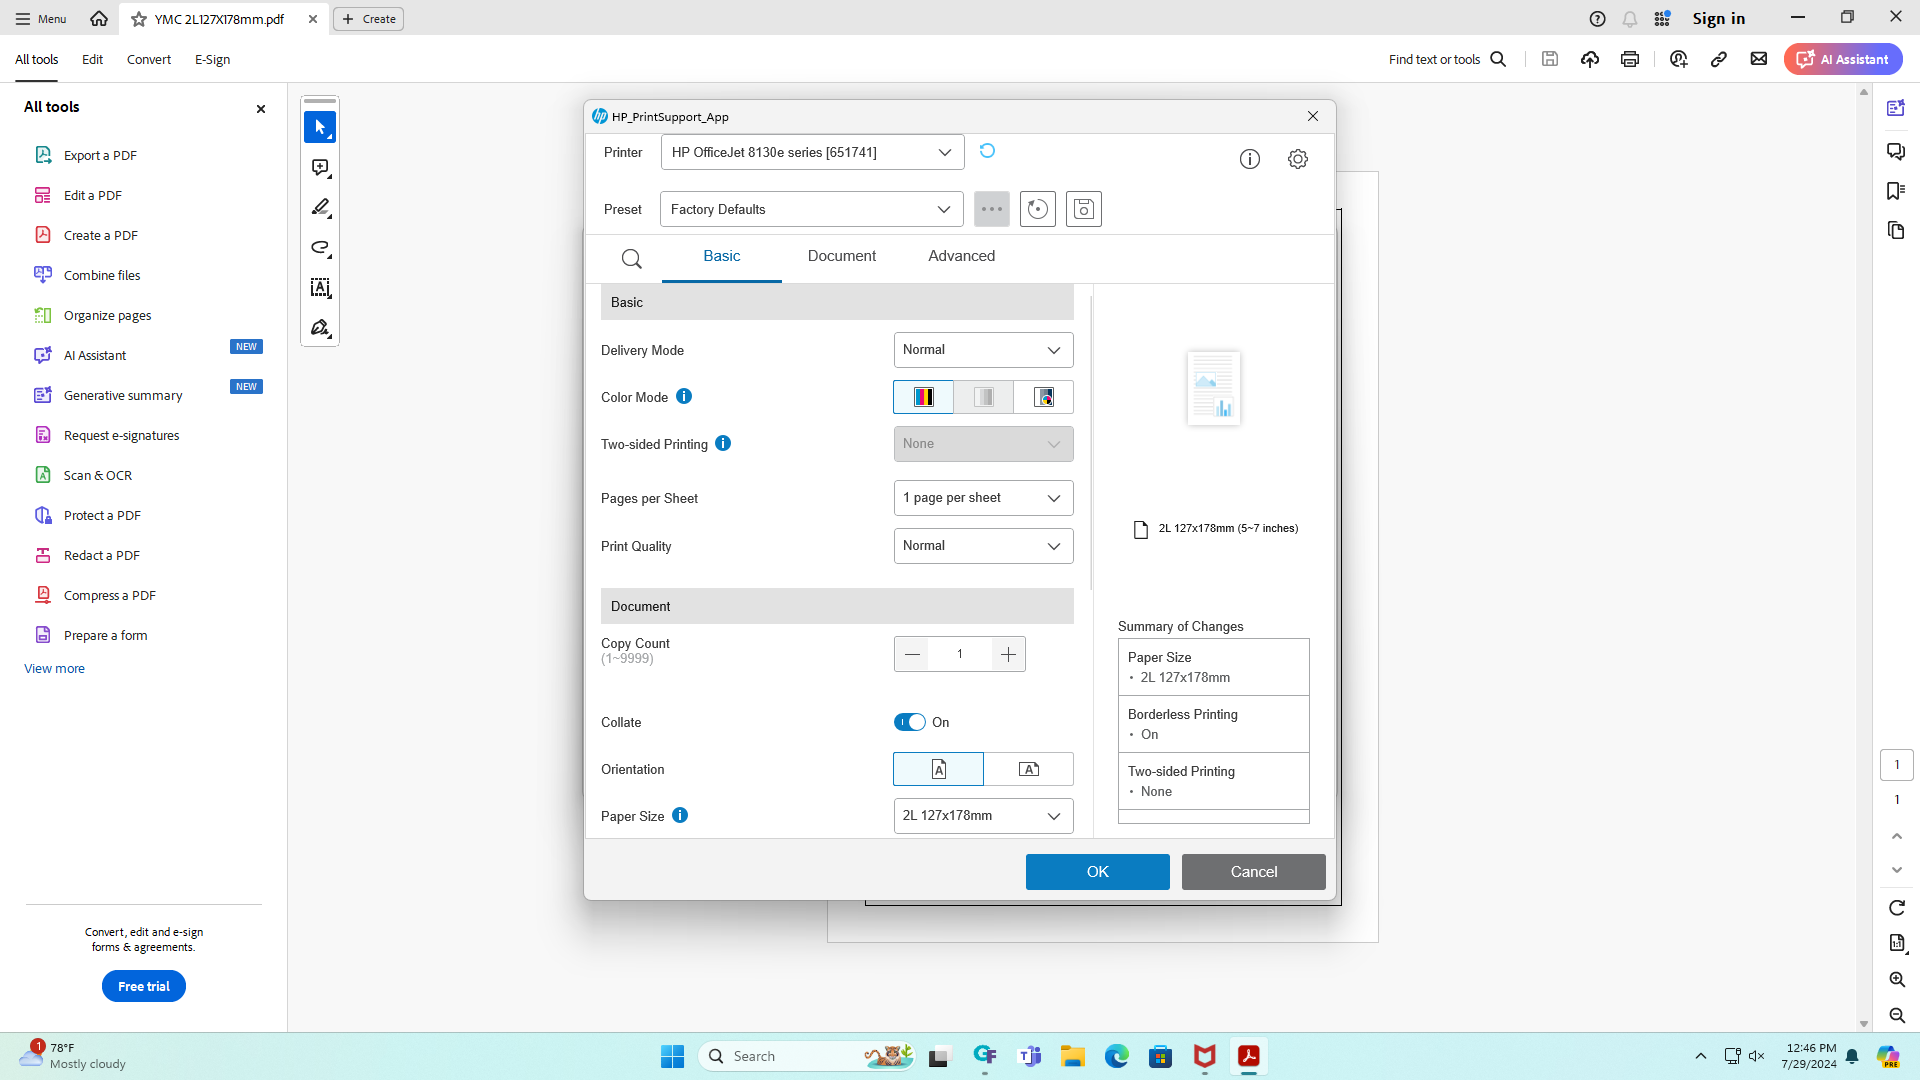 Menu
YMC 2L127X178mm.pdf
Create
Sign in
All tools
Edit
Convert
E-Sign
Find text or tools
AI Assistant
All tools
Export a PDF
Edit a PDF
Create a PDF
Combine files
Organize pages
AI Assistant
NEW
Generative summary
NEW
Request e-signatures
Scan & OCR
Protect a PDF
Redact a PDF
Compress a PDF
Prepare a form
View more
Convert, edit and e-sign
forms & agreements.
Free trial
HP_PrintSupport_App
Printer
HP OfficeJet 8130e series [651741]
Preset
Factory Defaults
Basic
Document
Advanced
Basic
Delivery Mode
Normal
Color Mode
Two-sided Printing
None
Pages per Sheet
1 page per sheet
Print Quality
Normal
Document
Copy Count
(1~9999)
1
Collate
On
Orientation
Paper Size
2L 127x178mm
2L 127x178mm (5~7 inches)
Summary of Changes
Paper Size
• 2L 127x178mm
Borderless Printing
• On
Two-sided Printing
• None
OK
Cancel
1
1
1
78°F
Mostly cloudy
Search
12:46 PM
7/29/2024
PRE